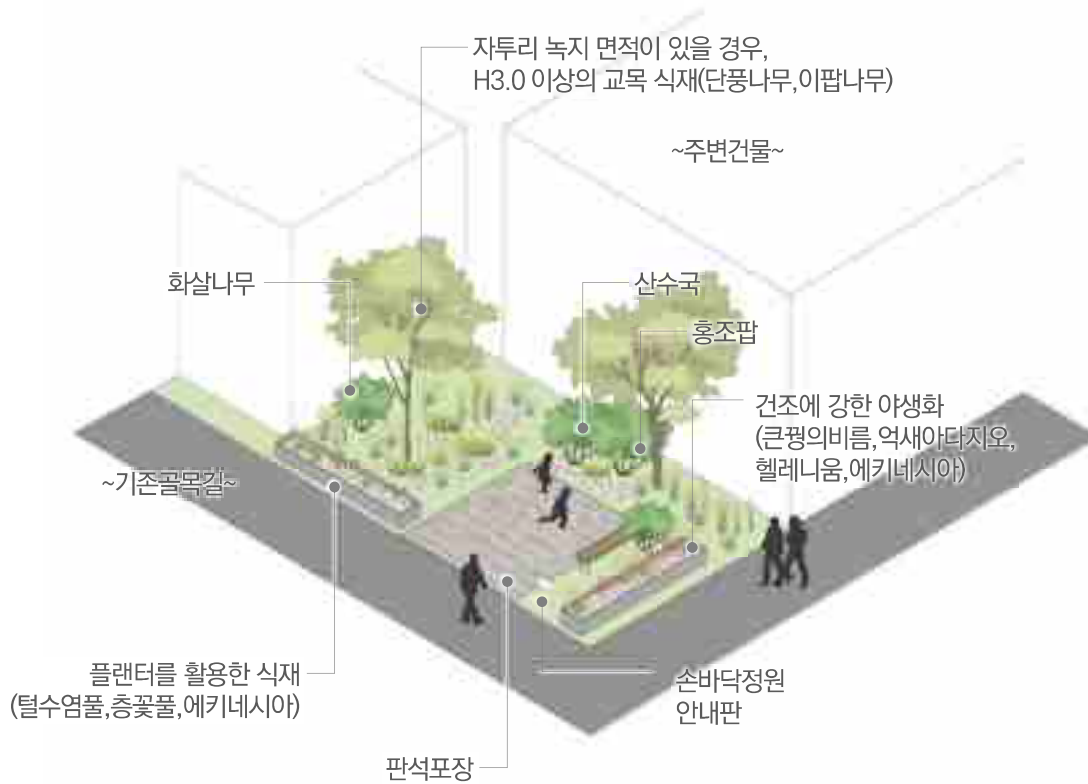 자투리 녹지 면적이 있을 경우,
H3.0 이상의 교목 식재(단풍나무,이팝나무)
~주변건물~
화살나무
산수국
홍조팝
건조에 강한 야생화
(큰꿩의비름,억새아다지오,
헬레니움,에키네시아)
~기존골목길~
플랜터를 활용한 식재
(털수염풀,층꽃풀,에키네시아)
손바닥정원
안내판
판석포장